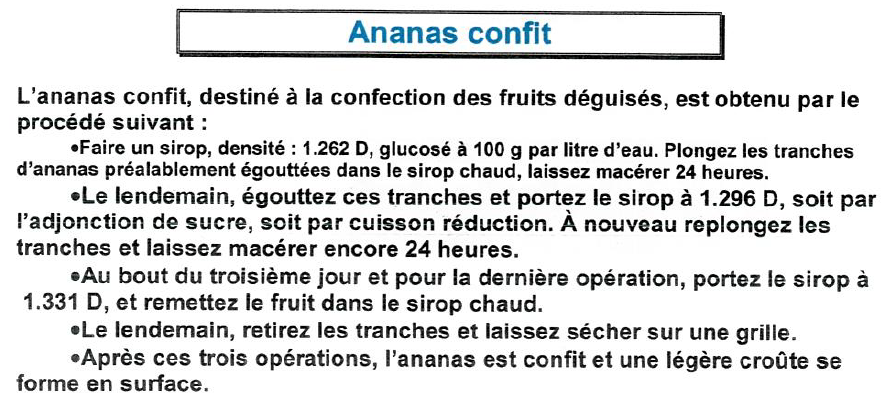 Ananas confit
L'ananas confit, destiné à la confection des fruits déguisés, est obtenu par le
procédé suivant :
•Faire un sirop, densité : 1.262 D, glucosé à 100 g par litre d'eau. Plongez les tranches
d'ananas préalablement égouttées dans le sirop chaud, laissez macérer 24 heures.
•Le lendemain, égouttez ces tranches et portez le sirop à 1.296 D, soit par
l'adjonction de sucre, soit par cuisson réduction. À nouveau replongez les
tranches et laissez macérer encore 24 heures.
•Au bout du troisième jour et pour la dernière opération, portez le sirop à
1.331 D, et remettez le fruit dans le sirop chaud.
•Le lendemain, retirez les tranches et laissez sécher sur une grille.
•Après ces trois opérations, l'ananas est confit et une légère croûte se
forme en surface.